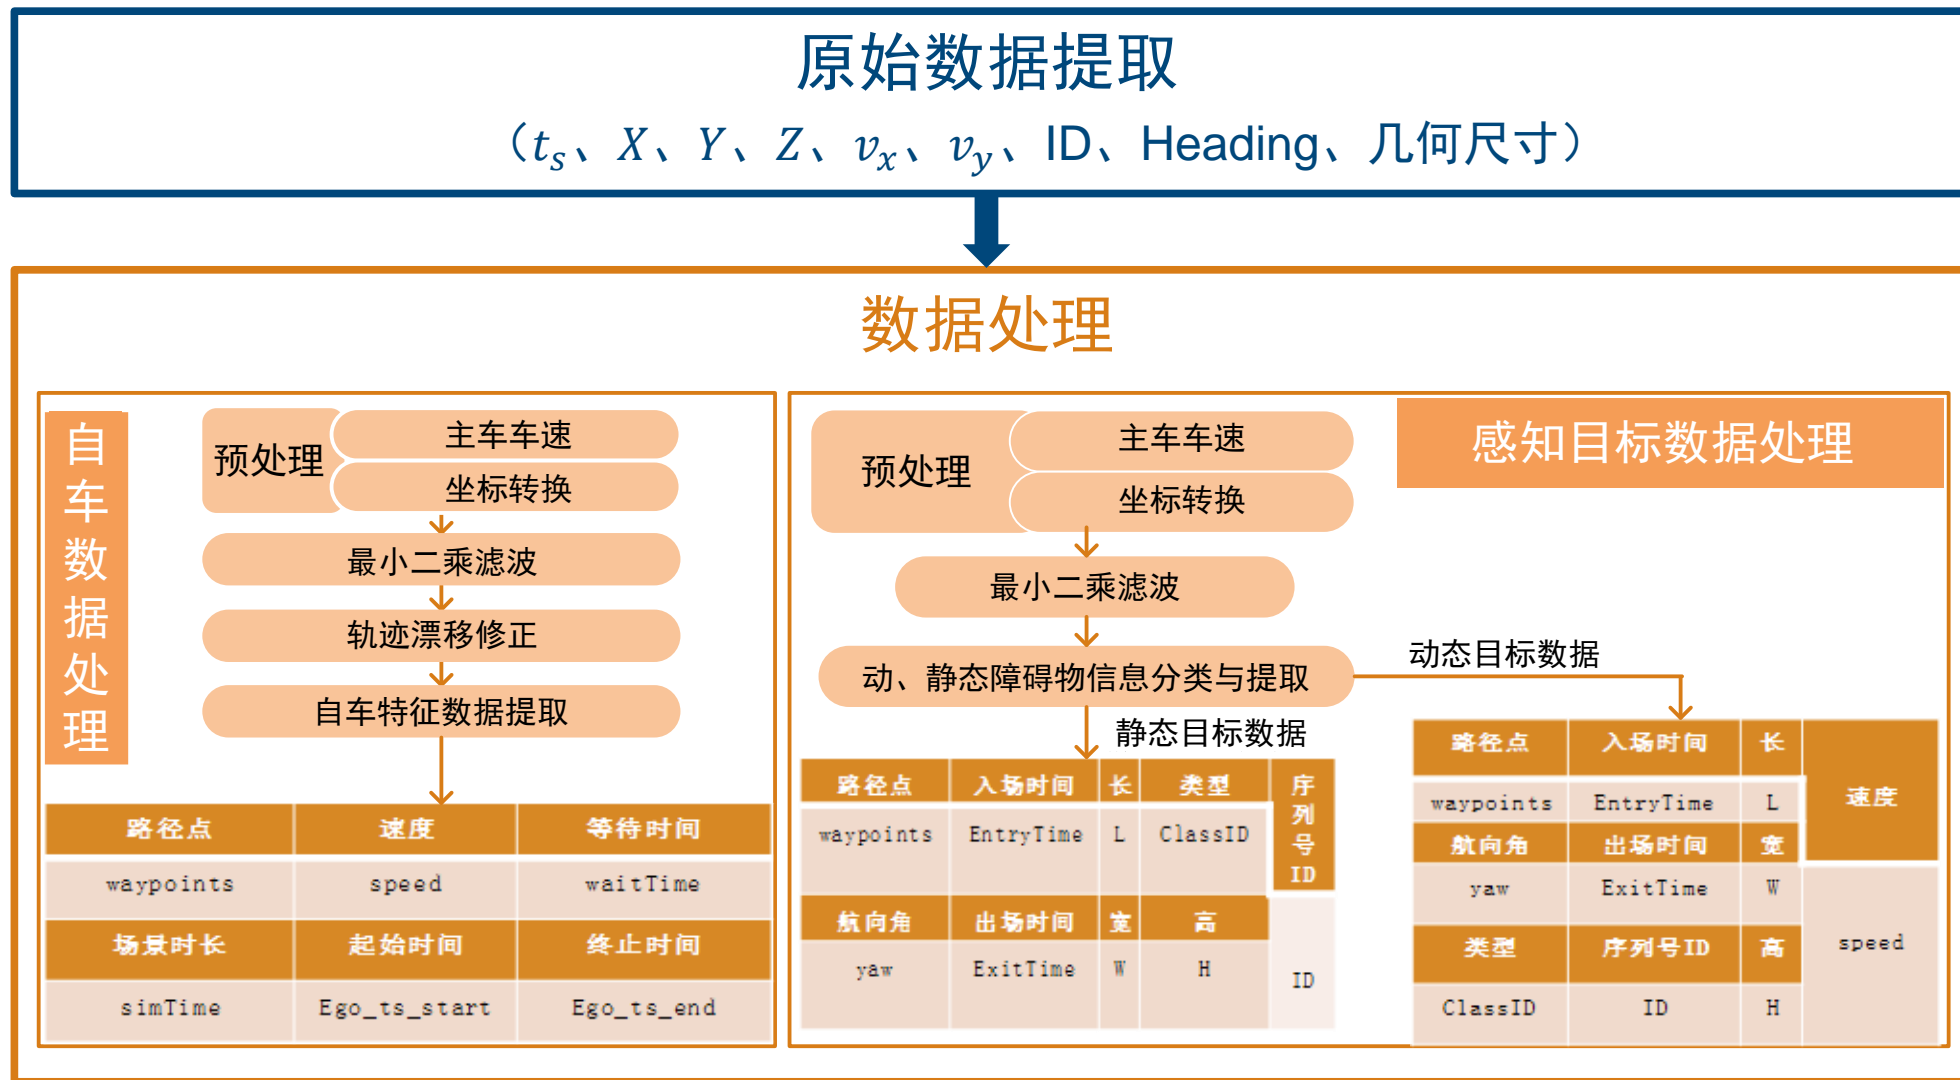 原始数据提取
（t_s、X、Y、Z、v_x、v_y、ID、Heading、几何尺寸）
数据处理
自车数据处理
预处理
主车车速
坐标转换
最小二乘滤波
轨迹漂移修正
自车特征数据提取
路径点 速度 等待时间
waypoints speed waitTime
场景时长 起始时间 终止时间
simTime Ego_ts_start Ego_ts_end
感知目标数据处理
预处理
主车车速
坐标转换
最小二乘滤波
动、静态障碍物信息分类与提取
静态目标数据
路径点 入场时间 长 类型 序列号ID
waypoints EntryTime L ClassID
航向角 出场时间 宽 高
yaw ExitTime W H ID
动态目标数据
路径点 入场时间 长 速度
waypoints EntryTime L
航向角 出场时间 宽
yaw ExitTime W speed
类型 序列号ID 高
ClassID ID H